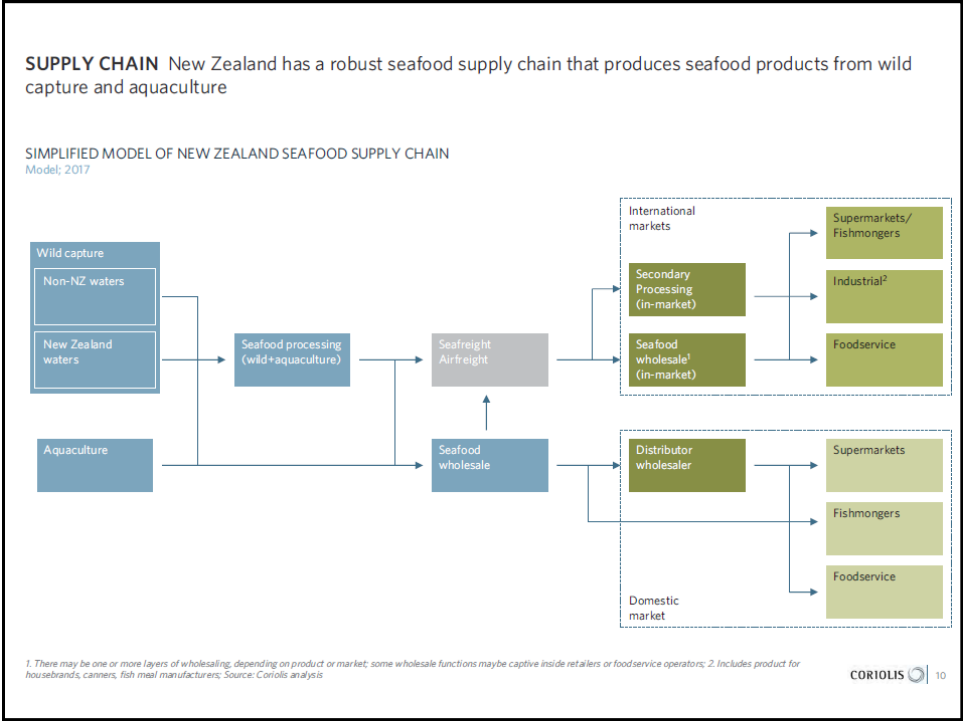 SUPPLY CHAIN New Zealand has a robust seafood supply chain that produces seafood products from wild
capture and aquaculture
SIMPLIFIED MODEL OF NEW ZEALAND SEAFOOD SUPPLY CHAIN
Model; 2017
Wild capture
Non-NZ waters
New Zealand
waters
Aquaculture
Seafood processing
(wild+aquaculture)
Seafreight
Airfreight
Seafood
wholesale
International
markets
Secondary
Processing
(in-market)
Seafood
wholesale1
(in-market)
Supermarkets/
Fishmongers
Industrial2
Foodservice
Distributor
wholesaler
Domestic
market
Supermarkets
Fishmongers
Foodservice
1. There may be one or more layers of wholesaling, depending on product or market; some wholesale functions maybe captive inside retailers or foodservice operators; 2. Includes product for
housebrands, canners, fish meal manufacturers; Source: Coriolis analysis
CORIOLIS
10